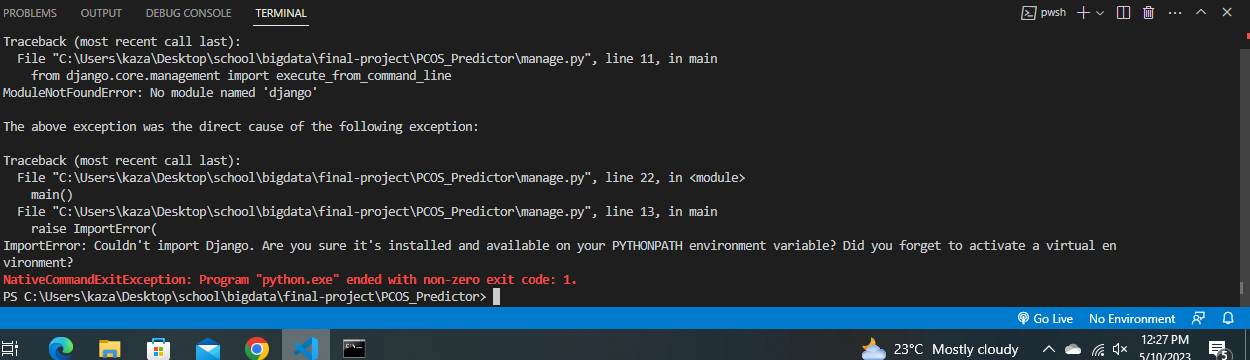 PROBLEMS OUTPUT DEBUG CONSOLE TERMINAL pwsh
Traceback (most recent call last):
File "C:\Users\kaza\Desktop\school\bigdata\final-project\PCOS_Predictor\manage.py", line 11, in main
from django.core.management import execute_from_command_line
ModuleNotFoundError: No module named 'django'
The above exception was the direct cause of the following exception:
Traceback (most recent call last):
File "C:\Users\kaza\Desktop\school\bigdata\final-project\PCOS_Predictor\manage.py", line 22, in <module>
main()
File "C:\Users\kaza\Desktop\school\bigdata\final-project\PCOS_Predictor\manage.py", line 13, in main
raise ImportError(
ImportError: Couldn't import Django. Are you sure it's installed and available on your PYTHONPATH environment variable? Did you forget to activate a virtual en
vironment?
NativeCommandExitException: Program "python.exe" ended with non-zero exit code: 1.
PS C:\Users\kaza\Desktop\school\bigdata\final-project\PCOS_Predictor>
Go Live No Environment
23°C Mostly cloudy 12:27 PM
5/10/2023 5